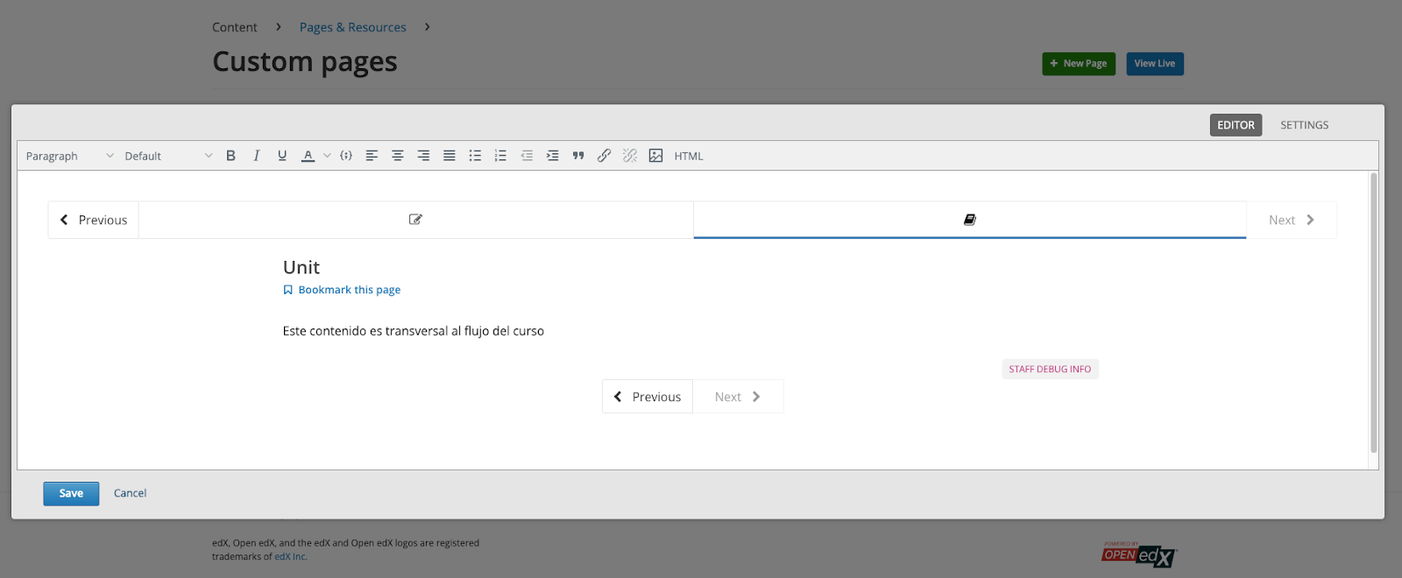 Content > Pages & Resources >
Custom pages
+ New Page View Live
EDITOR SETTINGS
Paragraph Default B I U A HTML
Previous Next
Unit
Bookmark this page
Este contenido es transversal al flujo del curso
STAFF DEBUG INFO
Previous Next
Save Cancel
edX, Open edX, and the edX and Open edX logos are registered
trademarks of edX Inc.
POWERED BY
OPEN edX